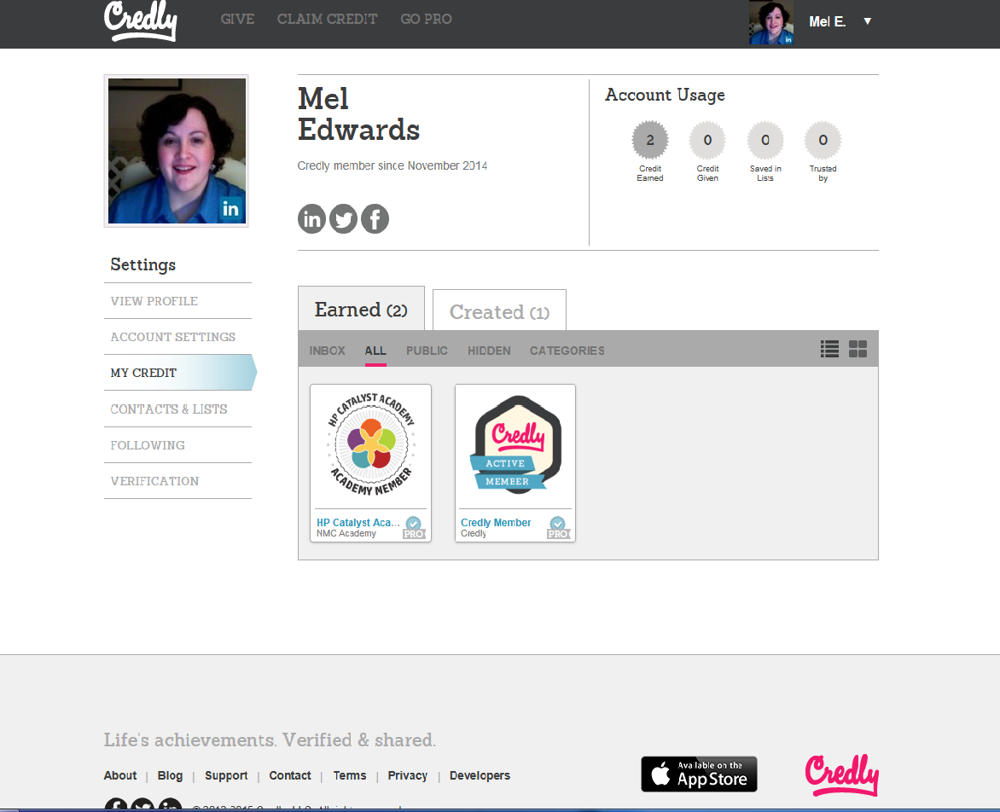 Credly
GIVE
CLAIM CREDIT
GO PRO
in
Mel E.
in
Mel
Edwards
Credly member since November 2014
in
f
Account Usage
2
0
0
0
Credit
Earned
Credit
Given
Saved in
Lists
Trusted
by
Settings
VIEW PROFILE
ACCOUNT SETTINGS
MY CREDIT
CONTACTS & LISTS
FOLLOWING
VERIFICATION
Earned (2)
Created (1)
INBOX
ALL
PUBLIC
HIDDEN
CATEGORIES
HP CATALYST ACADEMY
ACADEMY MEMBER
HP Catalyst Aca...
NMC Academy
PRO
Credly
ACTIVE
MEMBER
Credly Member
Credly
PRO
Life's achievements. Verified & shared.
About | Blog | Support | Contact | Terms | Privacy | Developers
Available on the
App Store
Credly